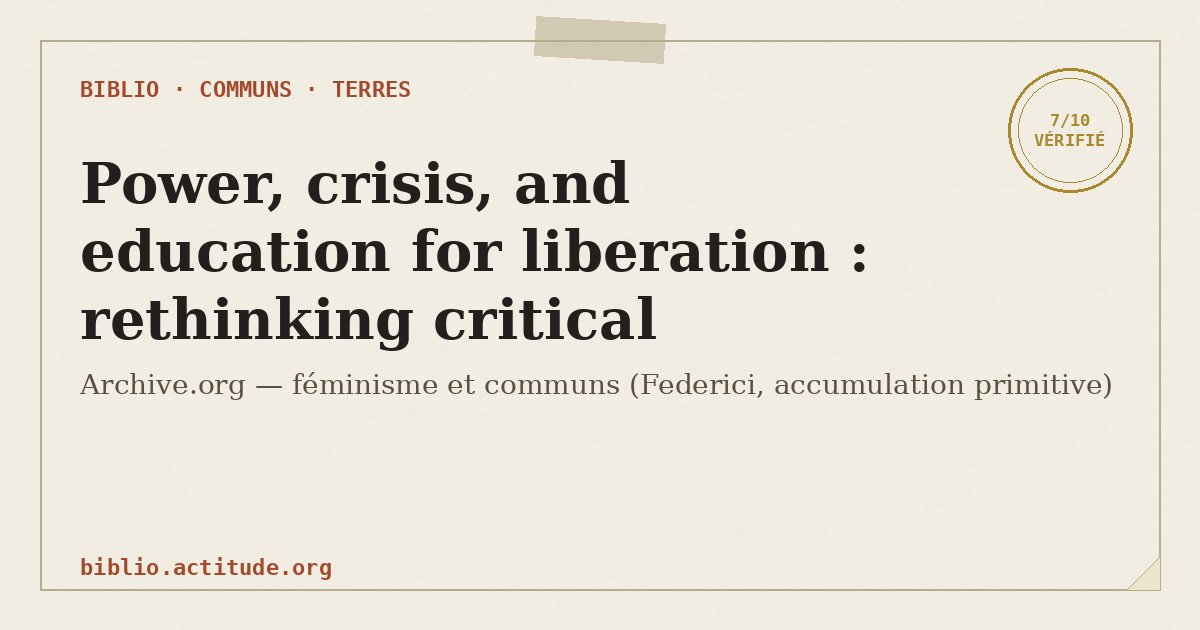 BIBLIO · COMMUNS · TERRES
7/10
VÉRIFIÉ
Power, crisis, and
education for liberation :
rethinking critical
Archive.org — féminisme et communs (Federici, accumulation primitive)
biblio.actitude.org